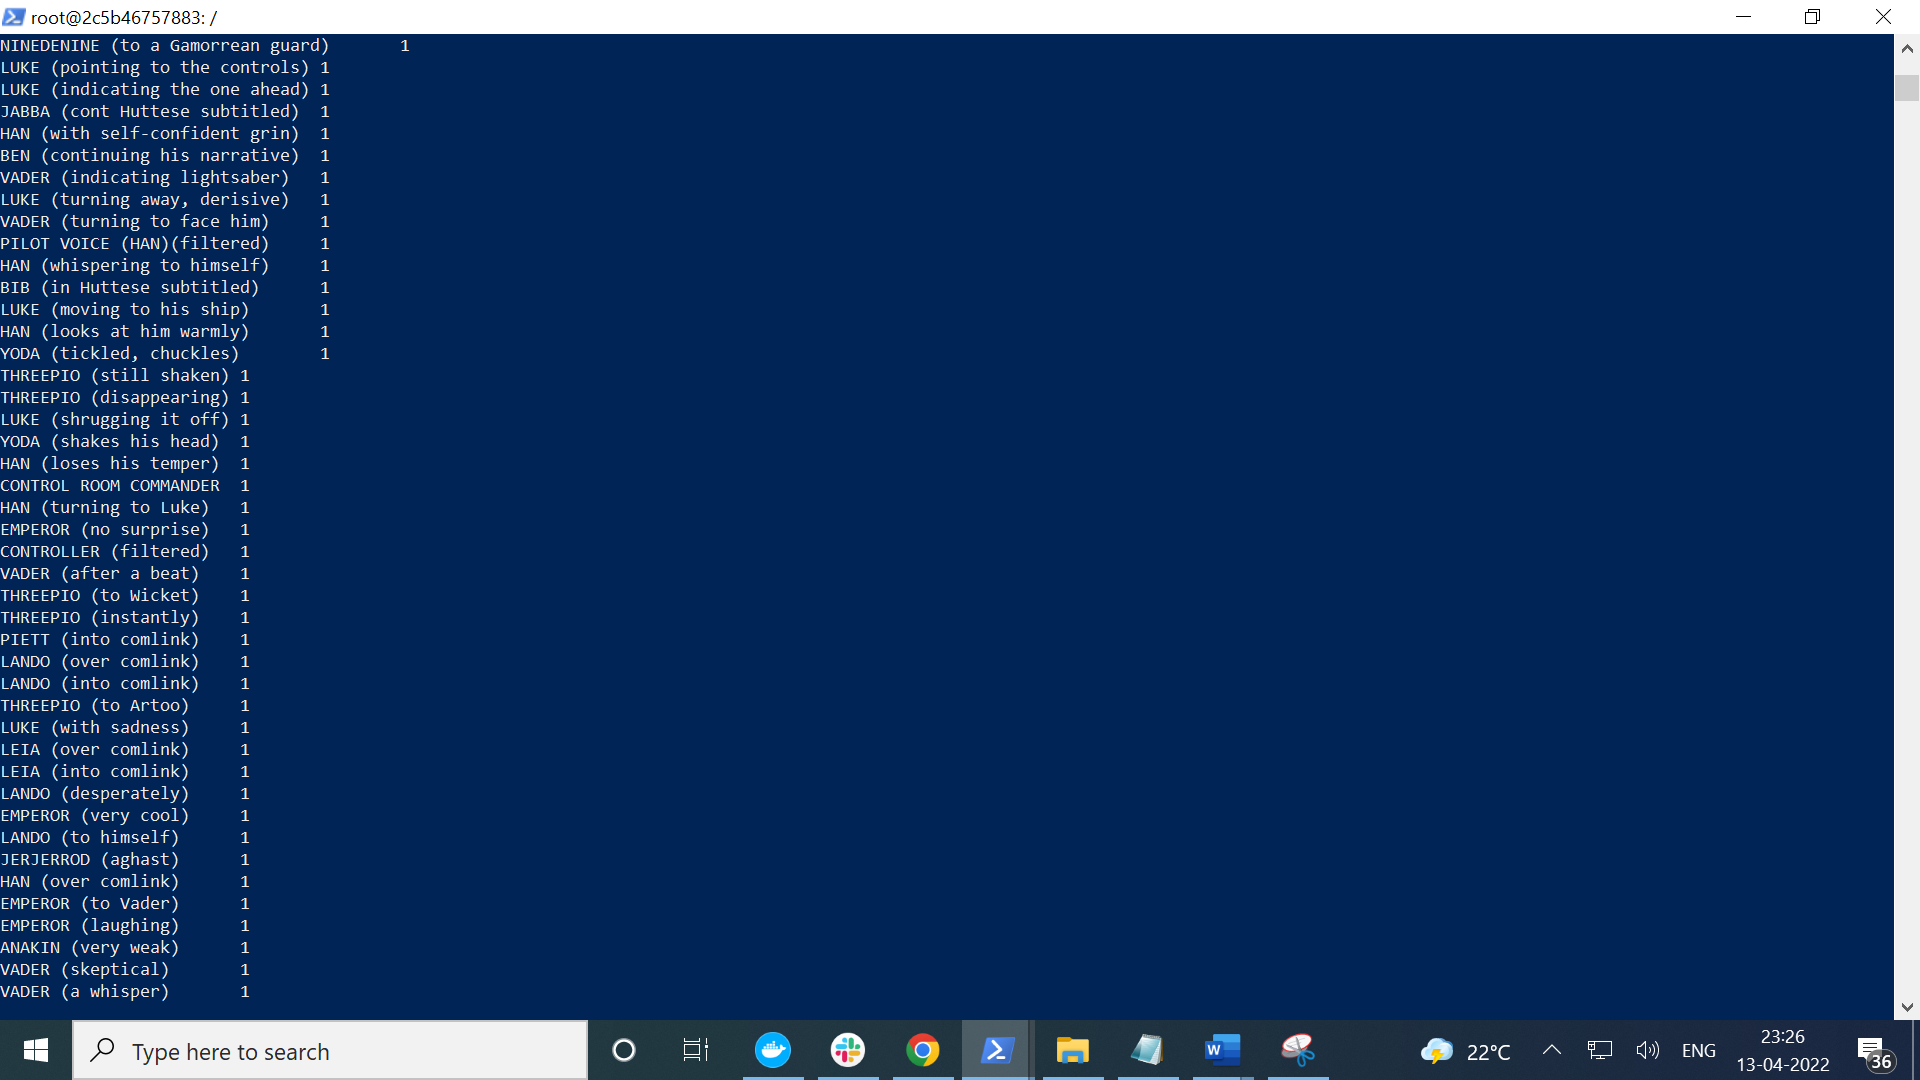 root@2c5b46757883: /
NINEDENINE (to a Gamorrean guard) 1
LUKE (pointing to the controls) 1
LUKE (indicating the one ahead) 1
JABBA (cont Huttese subtitled) 1
HAN (with self-confident grin) 1
BEN (continuing his narrative) 1
VADER (indicating lightsaber) 1
LUKE (turning away, derisive) 1
VADER (turning to face him) 1
PILOT VOICE (HAN)(filtered) 1
HAN (whispering to himself) 1
BIB (in Huttese subtitled) 1
LUKE (moving to his ship) 1
HAN (looks at him warmly) 1
YODA (tickled, chuckles) 1
THREEPIO (still shaken) 1
THREEPIO (disappearing) 1
LUKE (shrugging it off) 1
YODA (shakes his head) 1
HAN (loses his temper) 1
CONTROL ROOM COMMANDER 1
HAN (turning to Luke) 1
EMPEROR (no surprise) 1
CONTROLLER (filtered) 1
VADER (after a beat) 1
THREEPIO (to Wicket) 1
THREEPIO (instantly) 1
PIETT (into comlink) 1
LANDO (over comlink) 1
LANDO (into comlink) 1
THREEPIO (to Artoo) 1
LUKE (with sadness) 1
LEIA (over comlink) 1
LEIA (into comlink) 1
LANDO (desperately) 1
EMPEROR (very cool) 1
LANDO (to himself) 1
JERJERROD (aghast) 1
HAN (over comlink) 1
EMPEROR (to Vader) 1
EMPEROR (laughing) 1
ANAKIN (very weak) 1
VADER (skeptical) 1
VADER (a whisper) 1
Type here to search
W
22°C
ENG
23:26
13-04-2022
36